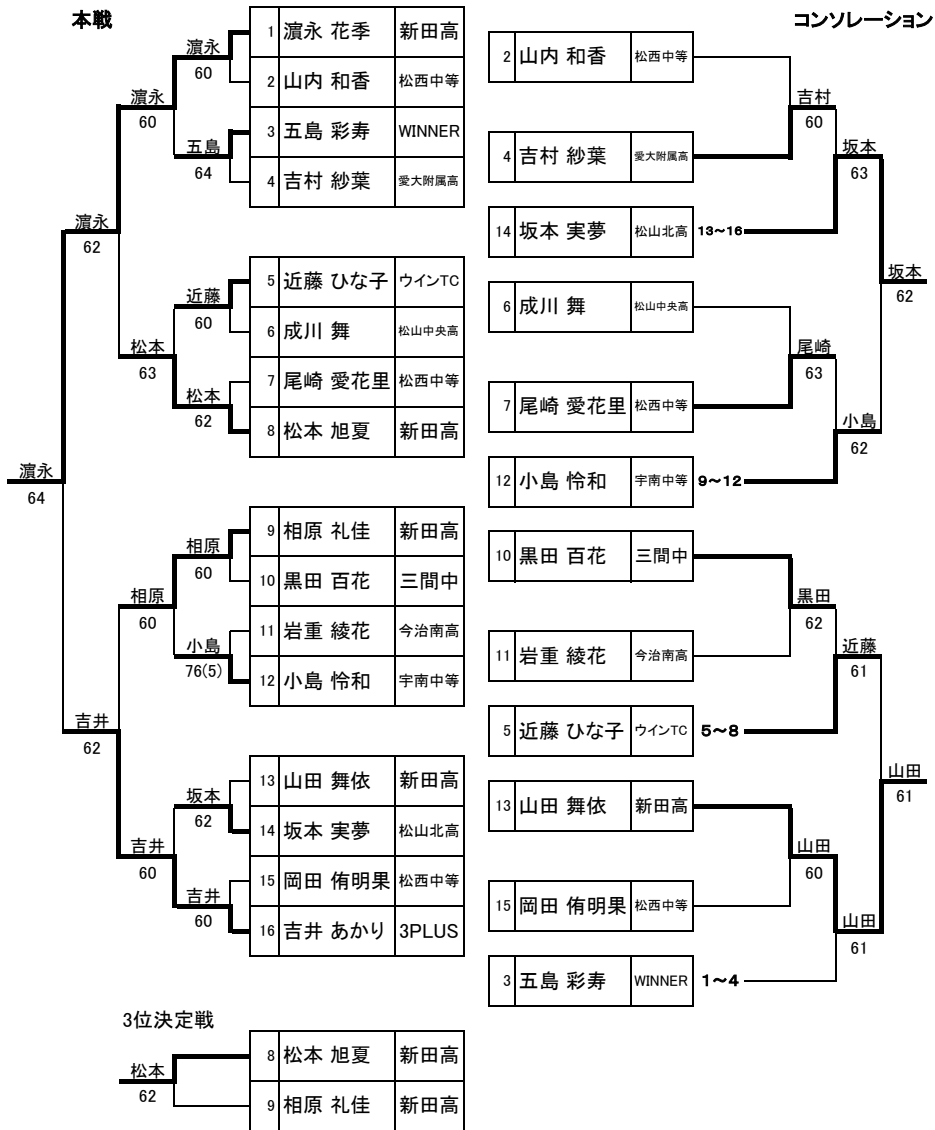 本戦
コンソレーション
1 濵永 花季 新田高
2 山内 和香 松西中等
3 五島 彩寿 WINNER
4 吉村 紗葉 愛大附属高
5 近藤 ひな子 ウインTC
6 成川 舞 松山中央高
7 尾崎 愛花里 松西中等
8 松本 旭夏 新田高
9 相原 礼佳 新田高
10 黒田 百花 三間中
11 岩重 綾花 今治南高
12 小島 怜和 宇南中等
13 山田 舞依 新田高
14 坂本 実夢 松山北高
15 岡田 侑明果 松西中等
16 吉井 あかり 3PLUS
濵永
60
五島
64
近藤
60
松本
62
相原
60
小島
76(5)
坂本
62
吉井
60
濵永
60
松本
63
相原
60
吉井
60
濵永
62
吉井
62
濵永
64
2 山内 和香 松西中等
4 吉村 紗葉 愛大附属高
14 坂本 実夢 松山北高 13~16
6 成川 舞 松山中央高
7 尾崎 愛花里 松西中等
12 小島 怜和 宇南中等 9~12
10 黒田 百花 三間中
11 岩重 綾花 今治南高
5 近藤 ひな子 ウインTC 5~8
13 山田 舞依 新田高
15 岡田 侑明果 松西中等
3 五島 彩寿 WINNER 1~4
吉村
60
尾崎
63
黒田
62
山田
60
坂本
63
小島
62
近藤
61
山田
61
坂本
62
山田
61
3位決定戦
8 松本 旭夏 新田高
9 相原 礼佳 新田高
松本
62